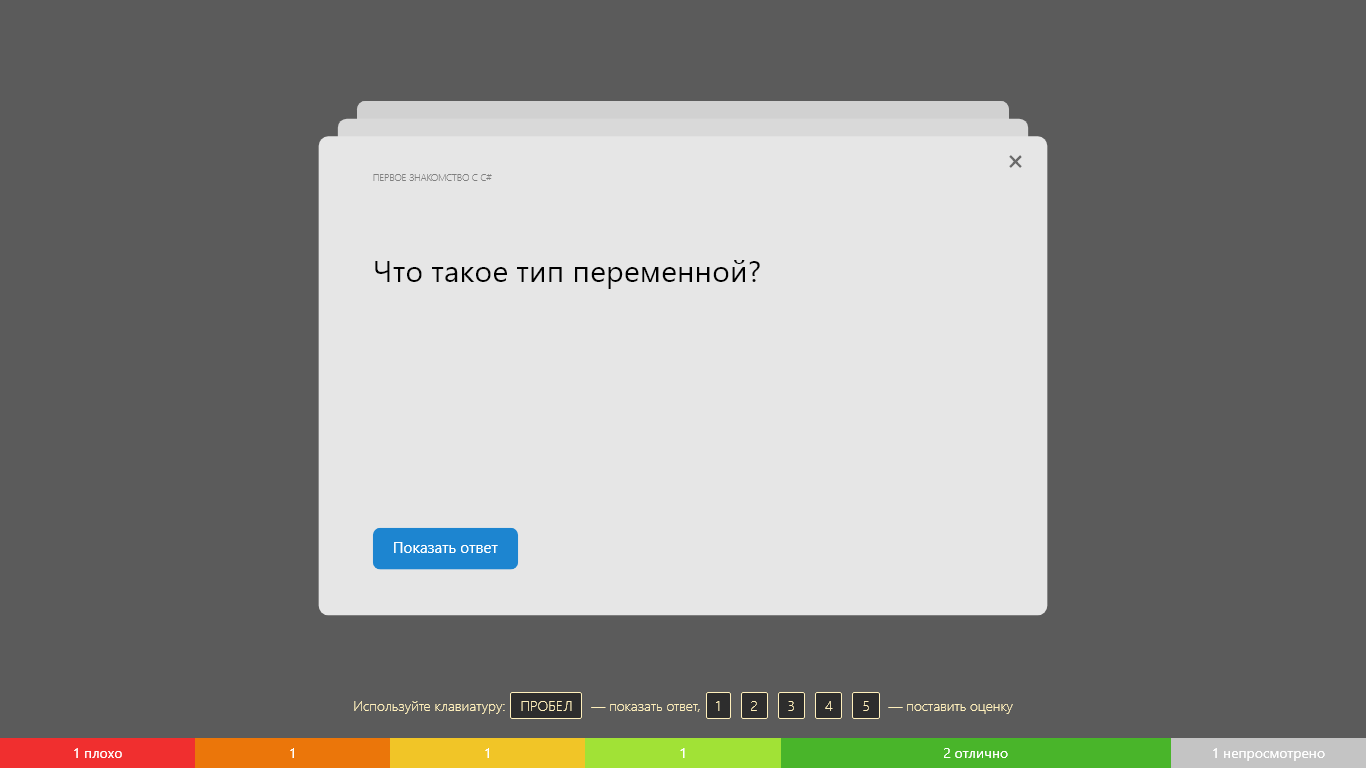 ПЕРВОЕ ЗНАКОМСТВО С C#
Что такое тип переменной?
Показать ответ
Используйте клавиатуру: ПРОБЕЛ — показать ответ, 1 2 3 4 5 — поставить оценку
1 плохо 1 1 1 2 отлично 1 непросмотрено